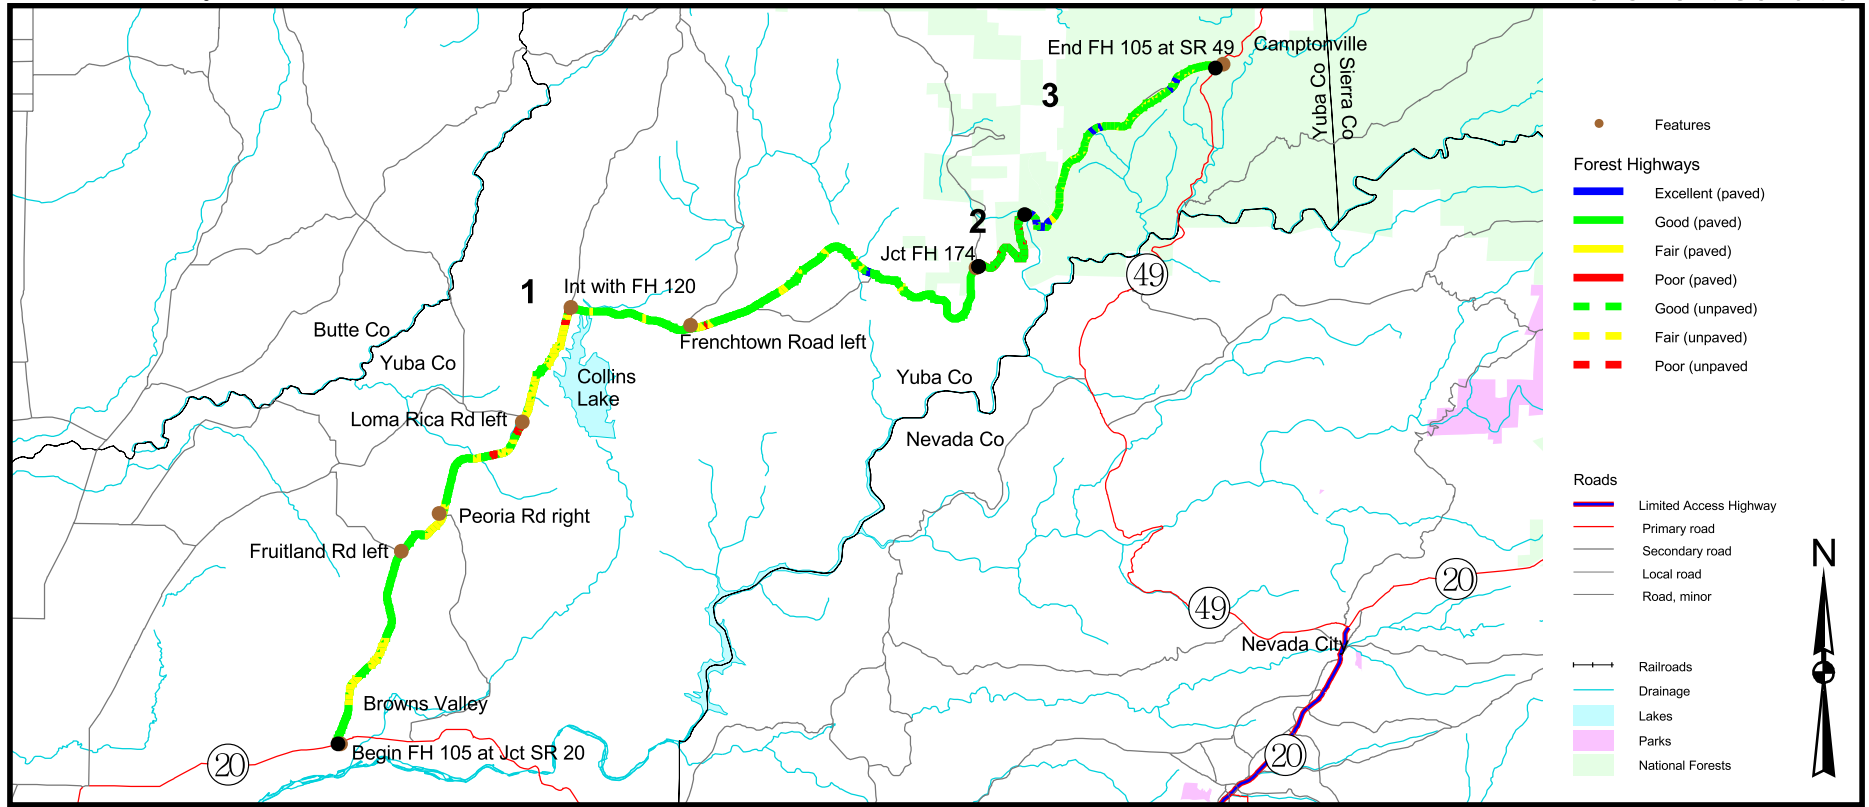 End FH 105 at SR 49
Camptonville
3
Yuba Co
Sierra Co
2
Jct FH 174
49
1
Int with FH 120
Frenchtown Road left
Butte Co
Yuba Co
Collins
Lake
Yuba Co
Loma Rica Rd left
Nevada Co
Peoria Rd right
Fruitland Rd left
49
20
Nevada City
Browns Valley
Begin FH 105 at Jct SR 20
20
20
Features
Forest Highways
Excellent (paved)
Good (paved)
Fair (paved)
Poor (paved)
Good (unpaved)
Fair (unpaved)
Poor (unpaved
Roads
Limited Access Highway
Primary road
Secondary road
Local road
Road, minor
N
Railroads
Drainage
Lakes
Parks
National Forests